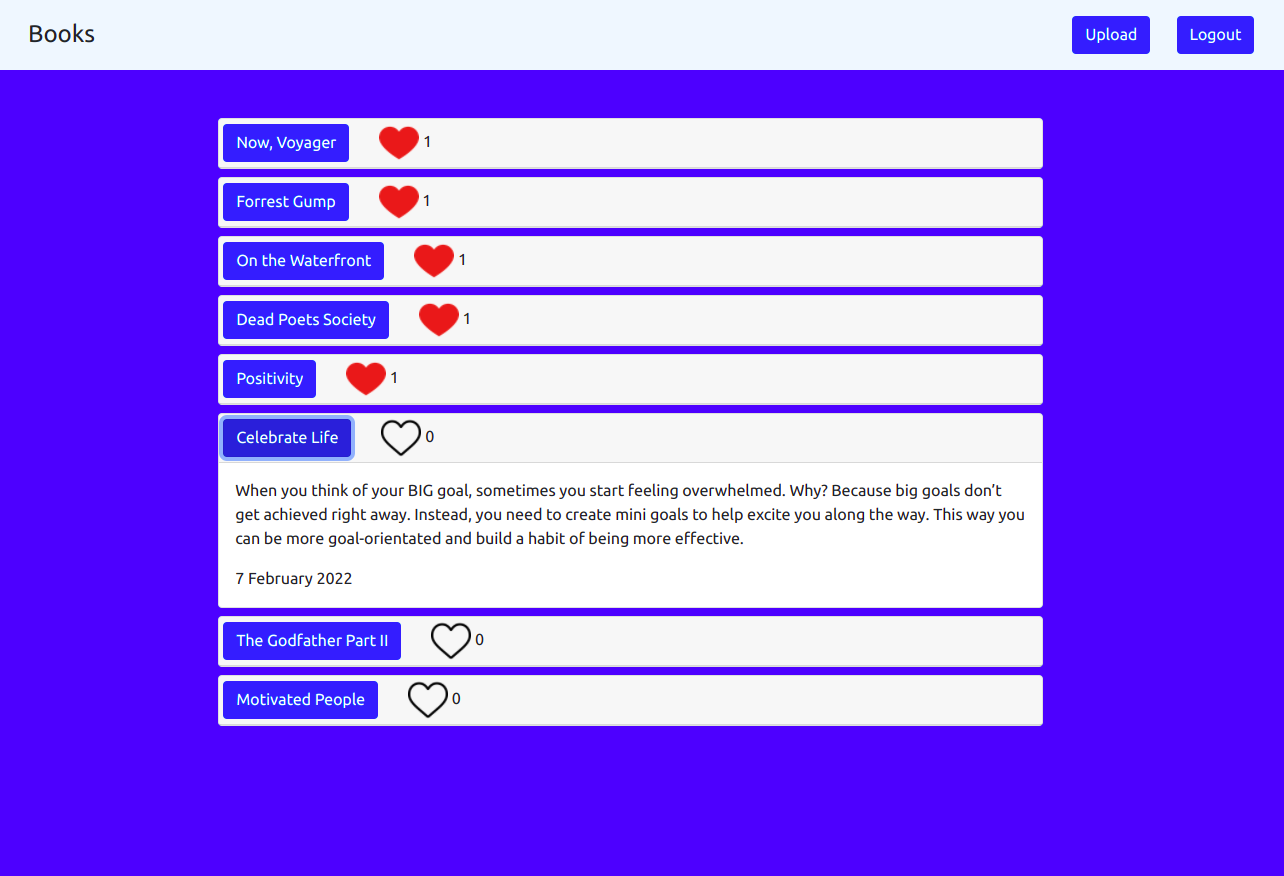 Books
Upload
Logout
Now, Voyager
1
Forrest Gump
1
On the Waterfront
1
Dead Poets Society
1
Positivity
1
Celebrate Life
0
When you think of your BIG goal, sometimes you start feeling overwhelmed. Why? Because big goals don’t
get achieved right away. Instead, you need to create mini goals to help excite you along the way. This way you
can be more goal-orientated and build a habit of being more effective.
7 February 2022
The Godfather Part II
0
Motivated People
0